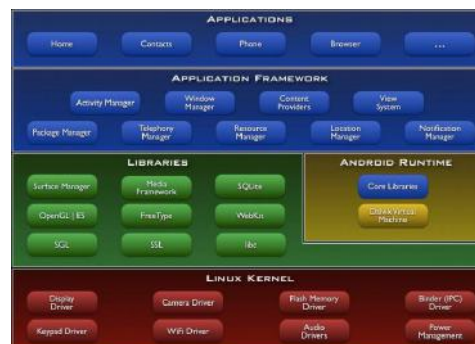 APPLICATIONS
Home Contacts Phone Browser ...
APPLICATION FRAMEWORK
Activity Manager Window Manager Content Providers View System
Package Manager Telephony Manager Resource Manager Location Manager Notification Manager
LIBRARIES
Surface Manager Media Framework SQLite
OpenGL | ES FreeType WebKit
SGL SSL libc
ANDROID RUNTIME
Core Libraries
Dalvik Virtual Machine
LINUX KERNEL
Display Driver Camera Driver Flash Memory Driver Binder (IPC) Driver
Keypad Driver WiFi Driver Audio Drivers Power Management